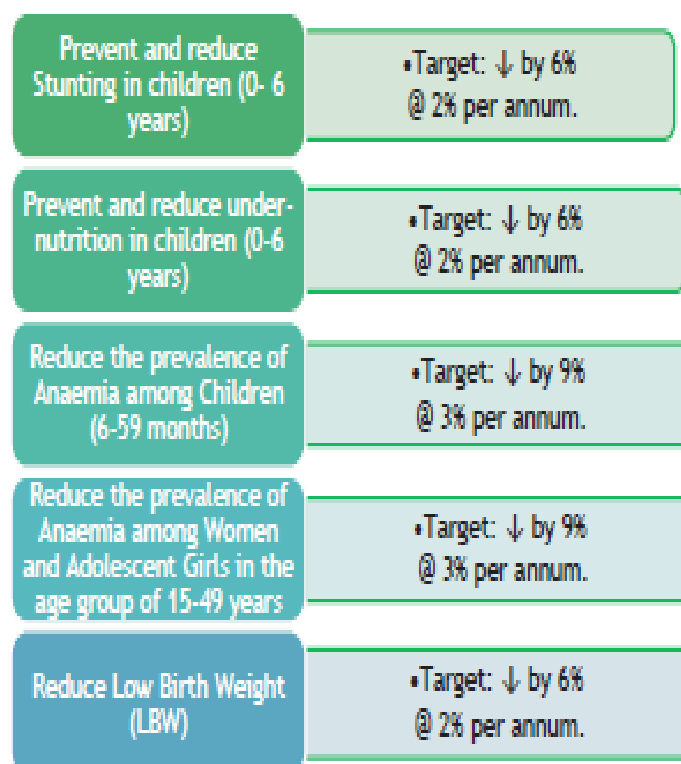 Prevent and reduce
Stunting in children (0- 6
years)
•Target: ↓ by 6%
@ 2% per annum.
Prevent and reduce under-
nutrition in children (0-6
years)
•Target: ↓ by 6%
@ 2% per annum.
Reduce the prevalence of
Anaemia among Children
(6-59 months)
•Target: ↓ by 9%
@ 3% per annum.
Reduce the prevalence of
Anaemia among Women
and Adolescent Girls in the
age group of 15-49 years
•Target: ↓ by 9%
@ 3% per annum.
Reduce Low Birth Weight
(LBW)
•Target: ↓ by 6%
@ 2% per annum.